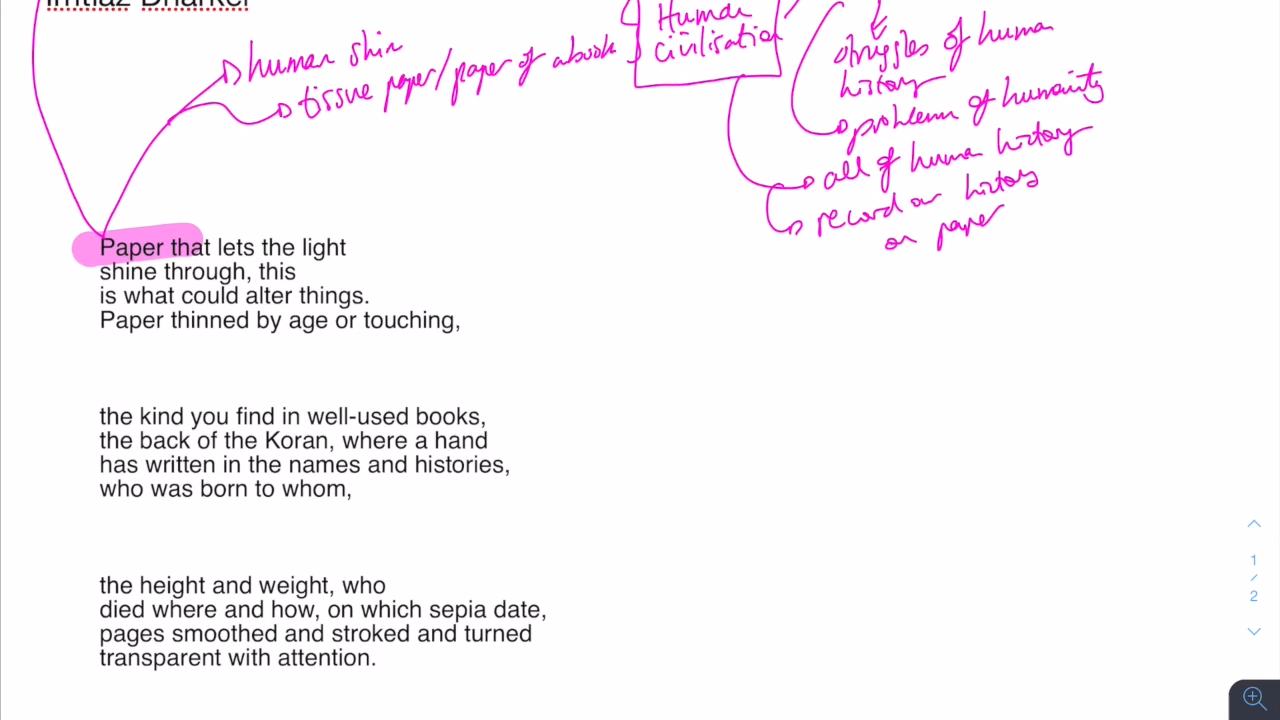 Imtiaz Dharker
human skin
tissue paper/paper of a book
Human
civilisation
struggles of human
history
problem of humanity
all of human history
record our history
on paper
Paper that lets the light
shine through, this
is what could alter things.
Paper thinned by age or touching,
the kind you find in well-used books,
the back of the Koran, where a hand
has written in the names and histories,
who was born to whom,
the height and weight, who
died where and how, on which sepia date,
pages smoothed and stroked and turned
transparent with attention.
1
/
2